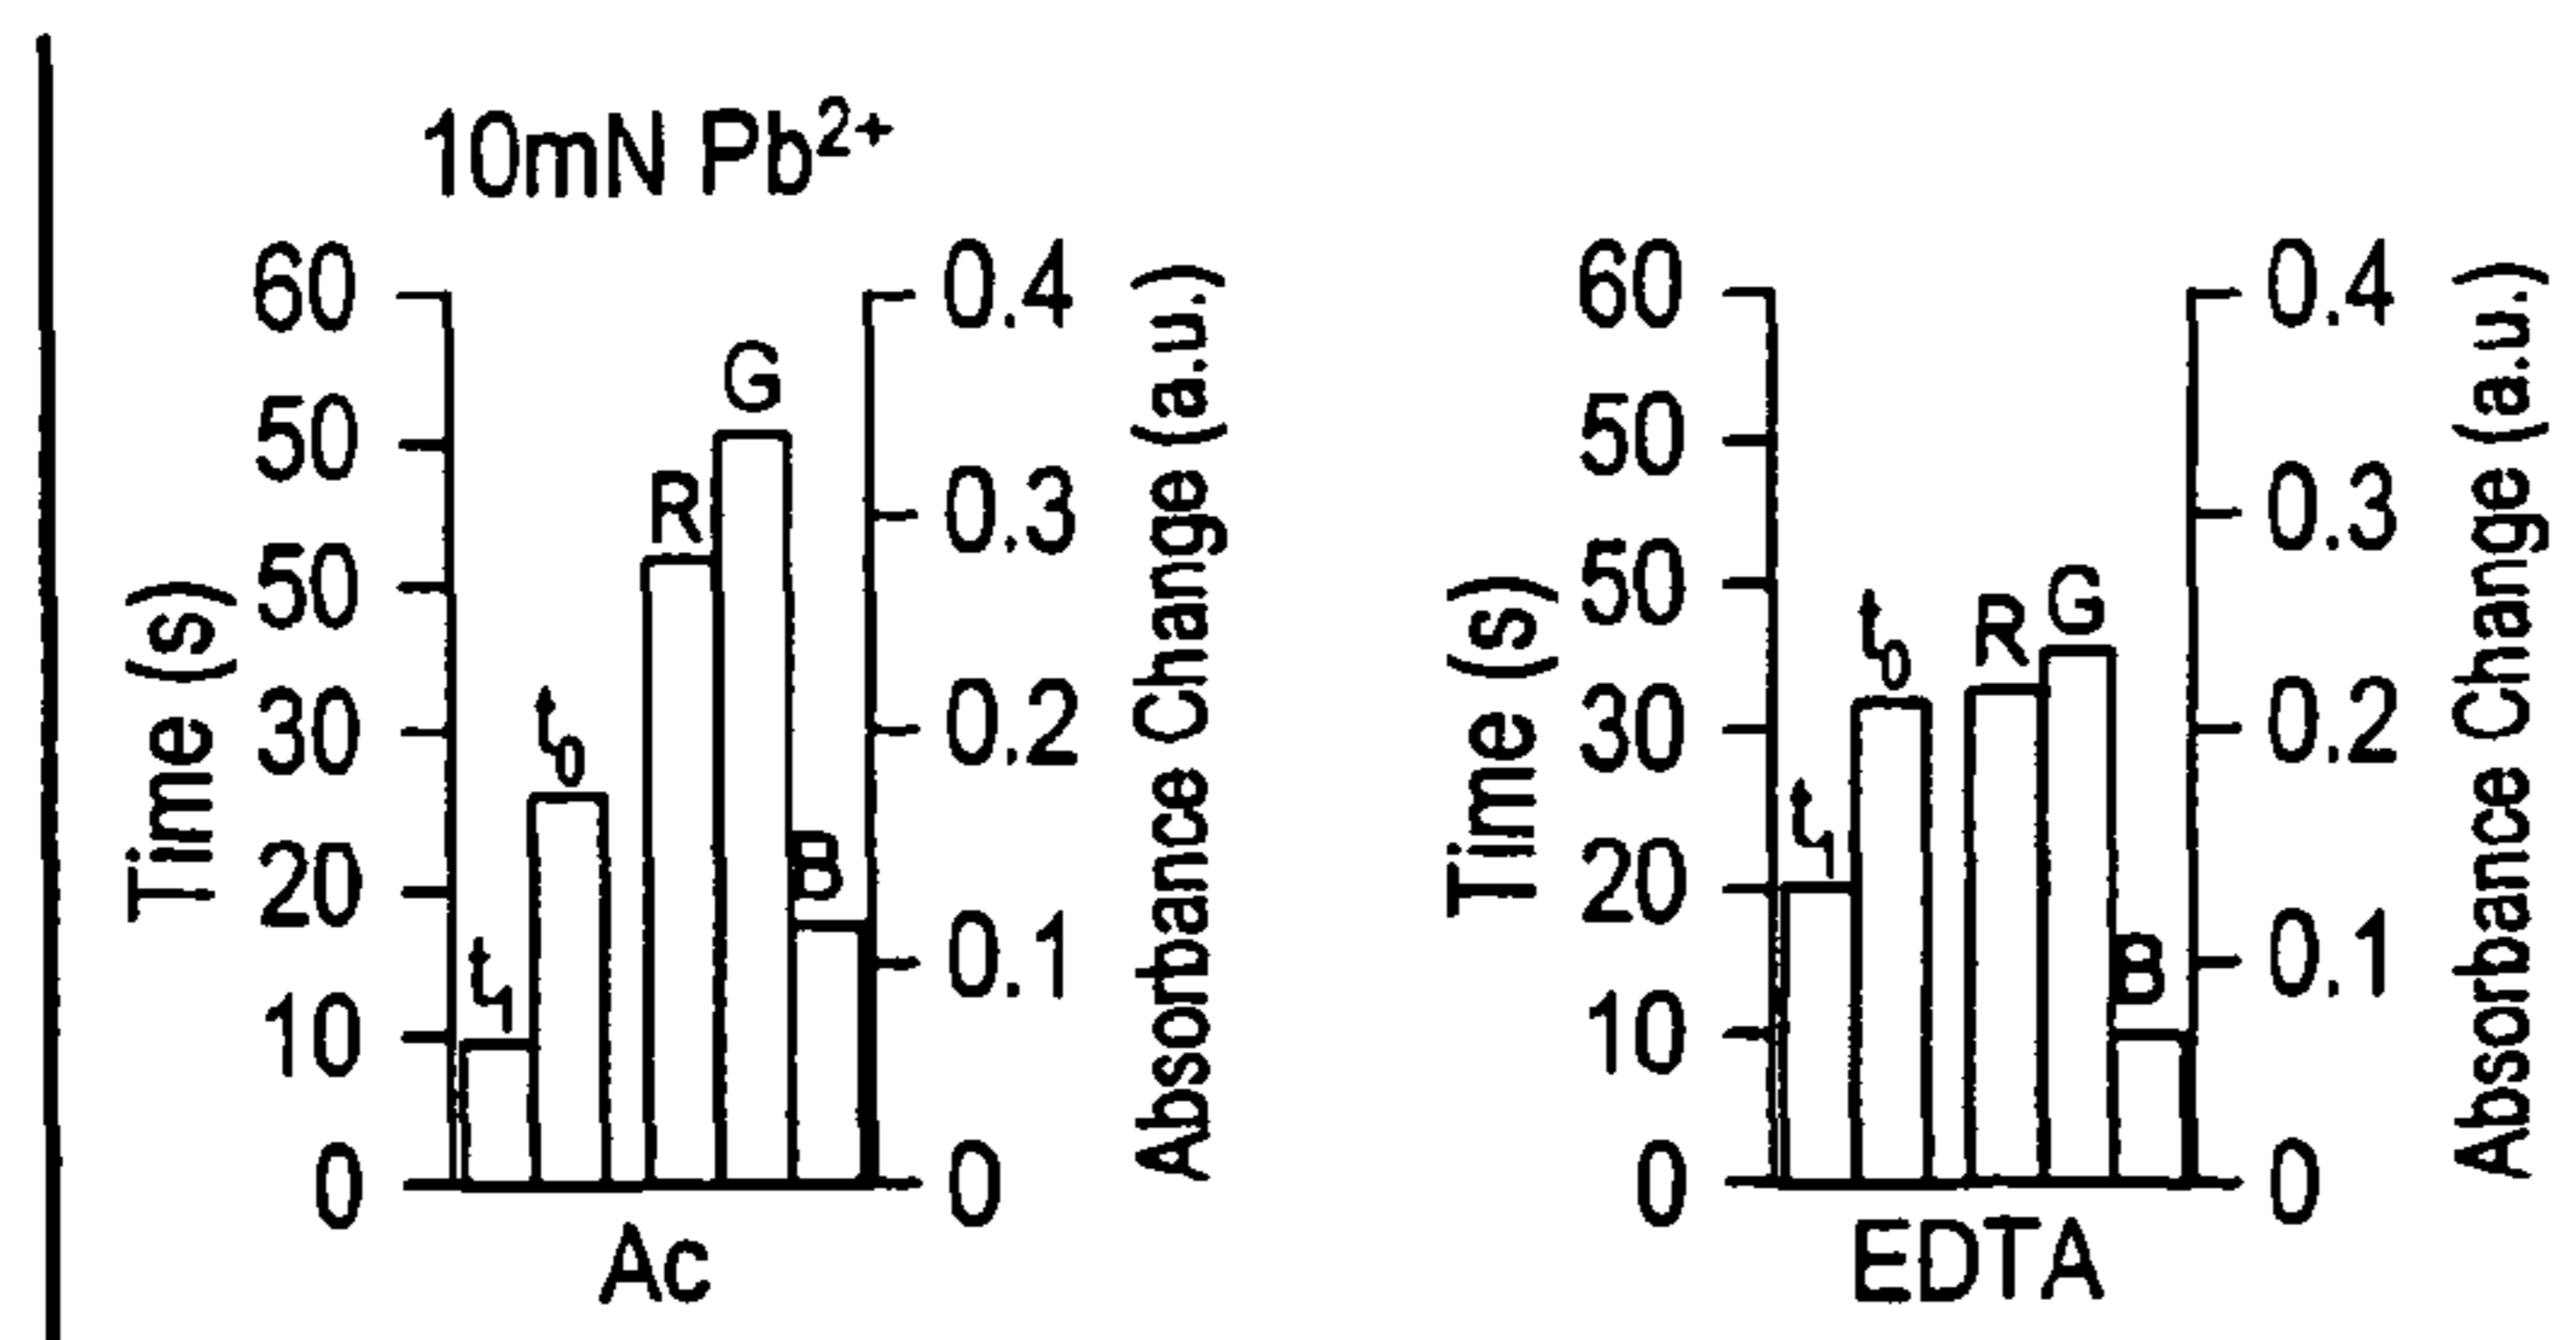 10mN Pb²⁺
Time (s)
60
50
50
30
20
10
0
t₁
t₀
R
G
B
0.4
0.3
0.2
0.1
0
Absorbance Change (a.u.)
Ac
Time (s)
60
50
50
30
20
10
0
t₁
t₀
R
G
B
0.4
0.3
0.2
0.1
0
Absorbance Change (a.u.)
EDTA